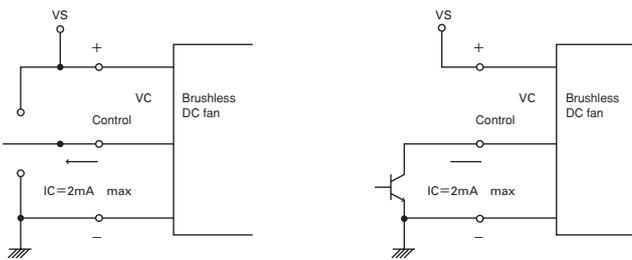 VS
+
VC
Brushless
DC fan
Control
IC=2mA max
−
VS
+
VC
Brushless
DC fan
Control
IC=2mA max
−